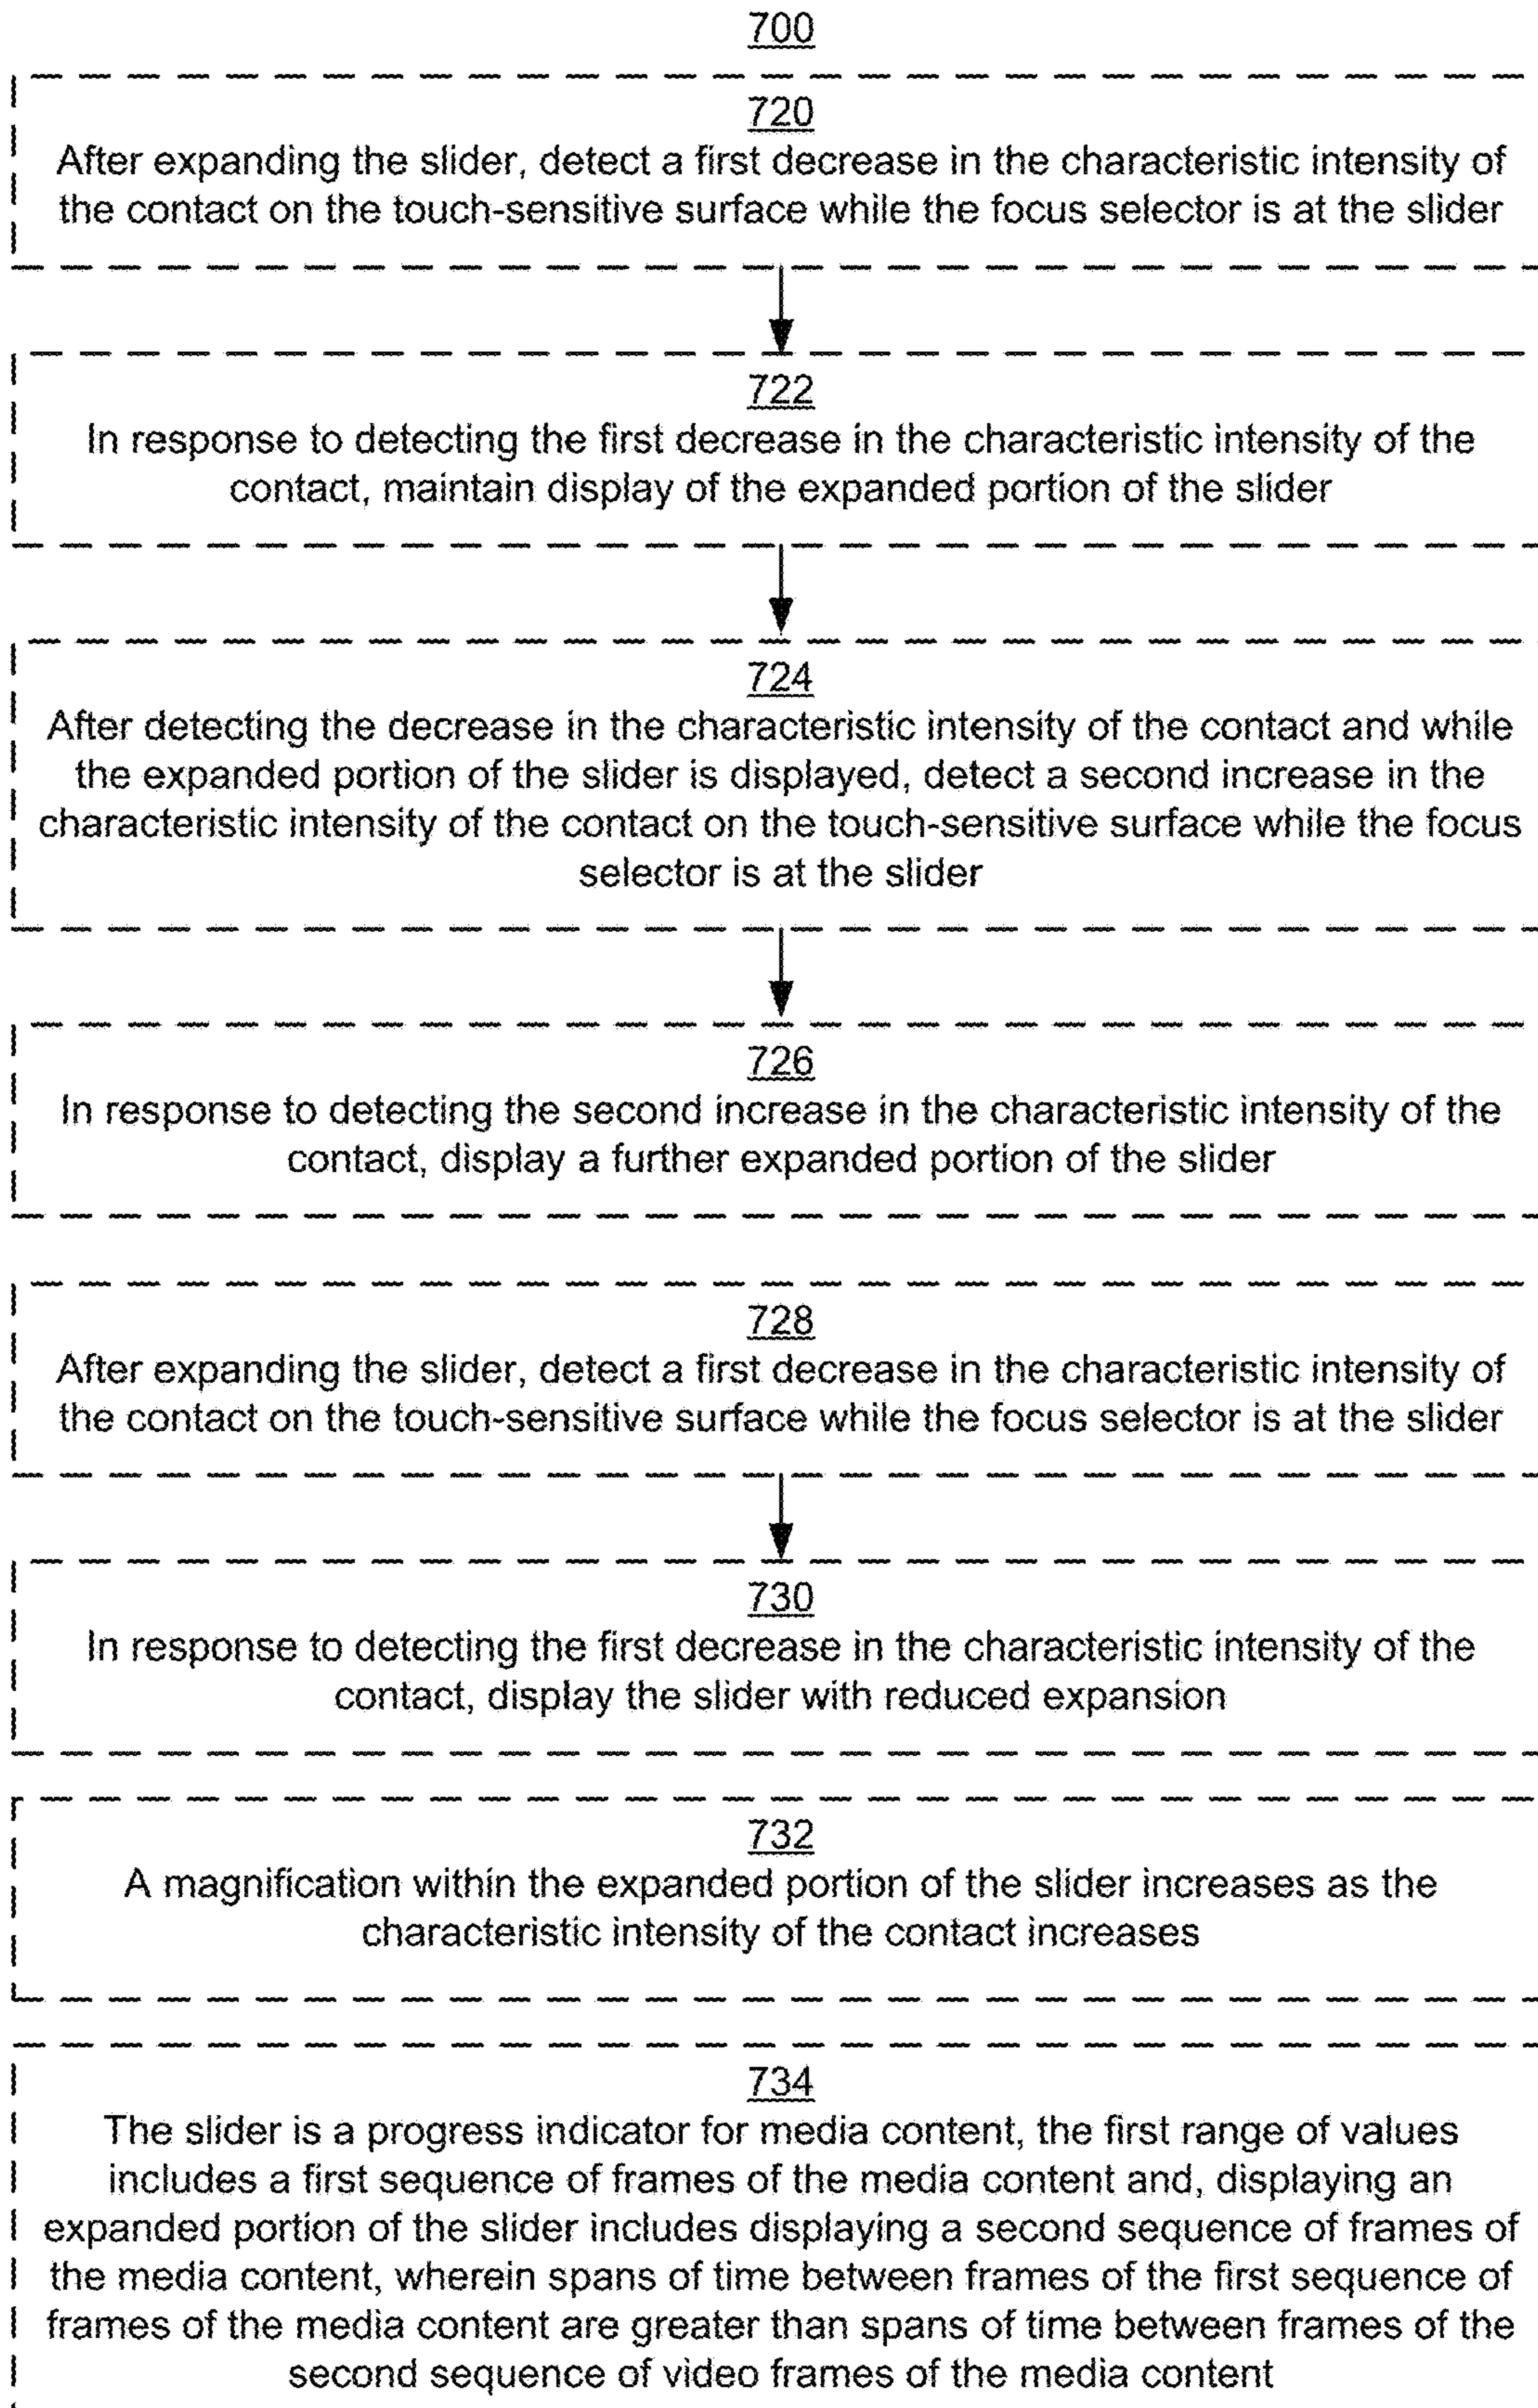 700
720
After expanding the slider, detect a first decrease in the characteristic intensity of
the contact on the touch-sensitive surface while the focus selector is at the slider
722
In response to detecting the first decrease in the characteristic intensity of the
contact, maintain display of the expanded portion of the slider
724
After detecting the decrease in the characteristic intensity of the contact and while
the expanded portion of the slider is displayed, detect a second increase in the
characteristic intensity of the contact on the touch-sensitive surface while the focus
selector is at the slider
726
In response to detecting the second increase in the characteristic intensity of the
contact, display a further expanded portion of the slider
728
After expanding the slider, detect a first decrease in the characteristic intensity of
the contact on the touch-sensitive surface while the focus selector is at the slider
730
In response to detecting the first decrease in the characteristic intensity of the
contact, display the slider with reduced expansion
732
A magnification within the expanded portion of the slider increases as the
characteristic intensity of the contact increases
734
The slider is a progress indicator for media content, the first range of values
includes a first sequence of frames of the media content and, displaying an
expanded portion of the slider includes displaying a second sequence of frames of
the media content, wherein spans of time between frames of the first sequence of
frames of the media content are greater than spans of time between frames of the
second sequence of video frames of the media content